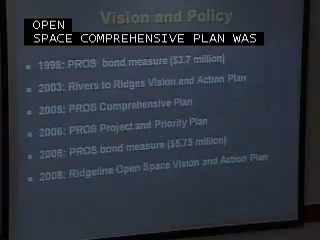 Vision and Policy
OPEN
SPACE COMPREHENSIVE PLAN WAS
1998: PROS bond measure ($3.7 million)
2003: Rivers to Ridges Vision and Action Plan
2005: PROS Comprehensive Plan
2006: PROS Project and Priority Plan
2006: PROS bond measure ($5.75 million)
2008: Ridgeline Open Space Vision and Action Plan